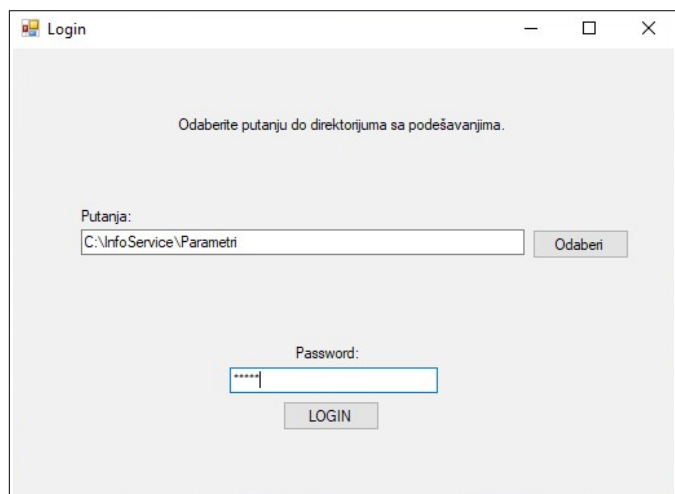 Login
Odaberite putanju do direktorijuma sa podešavanjima.
Putanja:
C:\InfoService\Parametri
Odaberi
Password:
*****
LOGIN